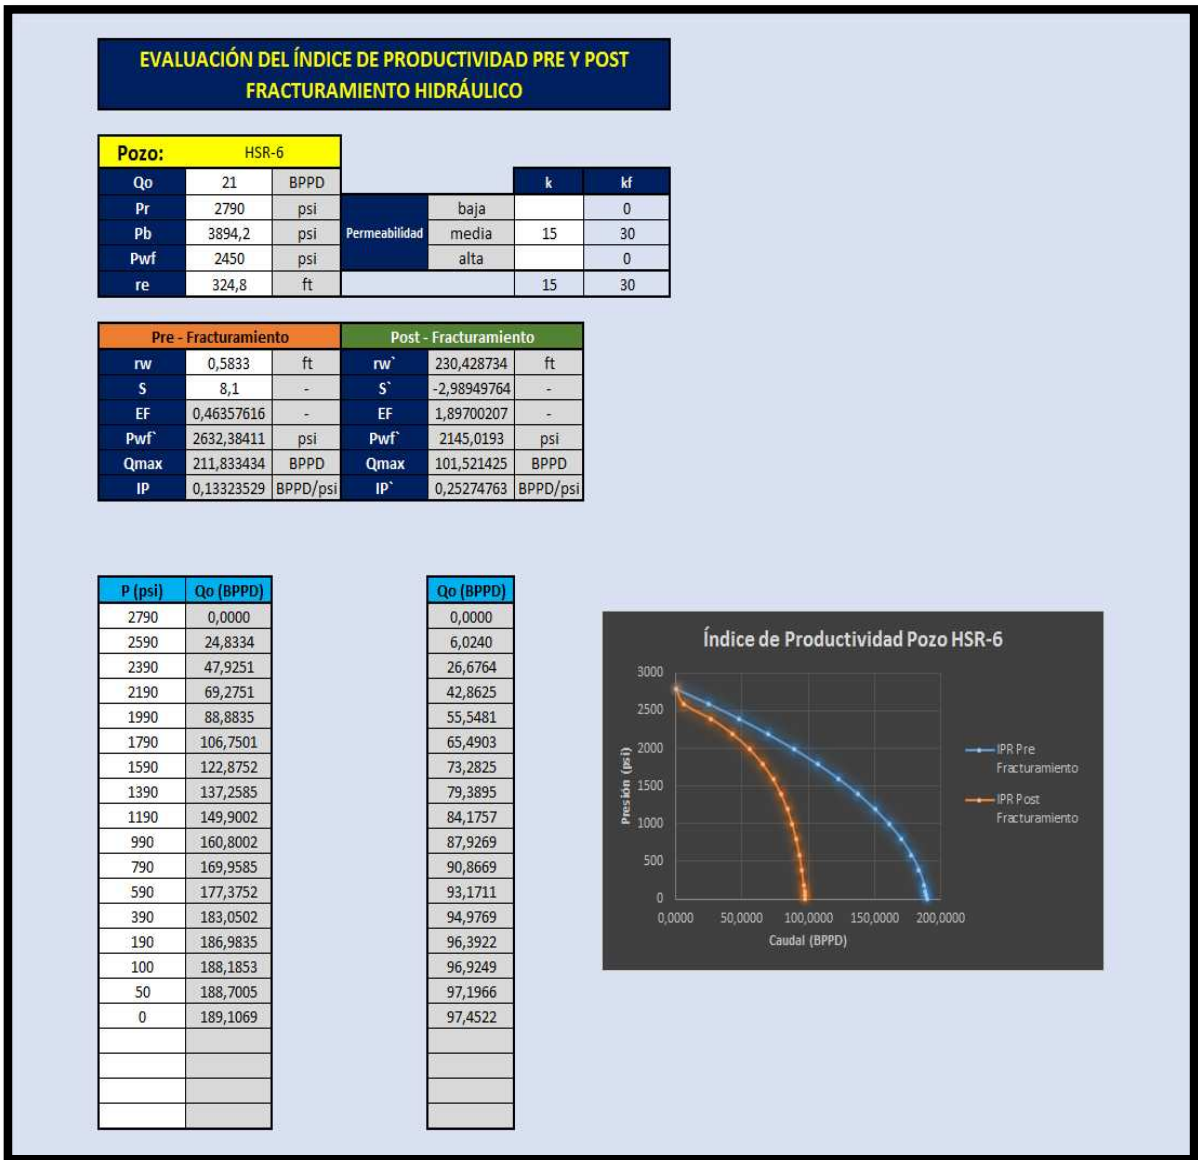 EVALUACIÓN DEL ÍNDICE DE PRODUCTIVIDAD PRE Y POST
FRACTURAMIENTO HIDRÁULICO
Pozo: HSR-6
Qo 21 BPPD k kf
Pr 2790 psi baja 0
Pb 3894,2 psi Permeabilidad media 15 30
Pwf 2450 psi alta 0
re 324,8 ft 15 30
Pre - Fracturamiento Post - Fracturamiento
rw 0,5833 ft rw` 230,428734 ft
S 8,1 - S` -2,98949764 -
EF 0,46357616 - EF 1,89700207 -
Pwf` 2632,38411 psi Pwf` 2145,0193 psi
Qmax 211,833434 BPPD Qmax 101,521425 BPPD
IP 0,13323529 BPPD/psi IP` 0,25274763 BPPD/psi
P (psi) Qo (BPPD) Qo (BPPD)
2790 0,0000 0,0000
2590 24,8334 6,0240
2390 47,9251 26,6764
2190 69,2751 42,8625
1990 88,8835 55,5481
1790 106,7501 65,4903
1590 122,8752 73,2825
1390 137,2585 79,3895
1190 149,9002 84,1757
990 160,8002 87,9269
790 169,9585 90,8669
590 177,3752 93,1711
390 183,0502 94,9769
190 186,9835 96,3922
100 188,1853 96,9249
50 188,7005 97,1966
0 189,1069 97,4522
Índice de Productividad Pozo HSR-6
3000
2500
2000
1500
1000
500
0
Presión (psi)
0,0000 50,0000 100,0000 150,0000 200,0000
Caudal (BPPD)
IPR Pre
Fracturamiento
IPR Post
Fracturamiento